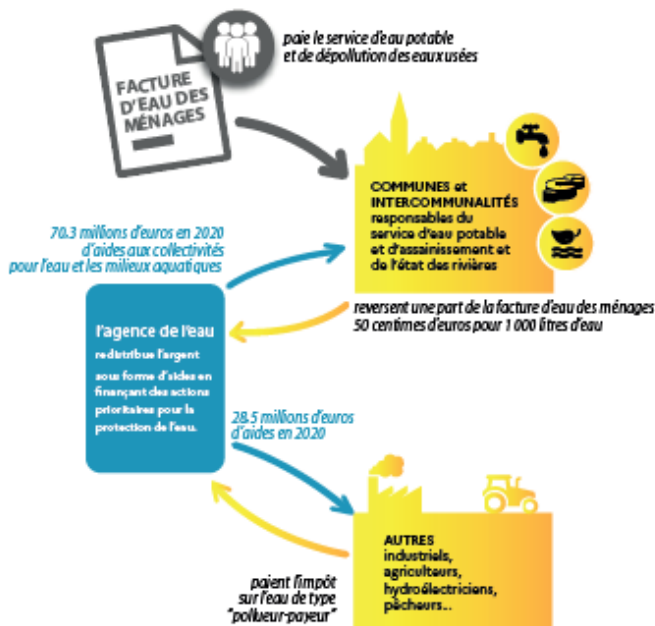 paie le service d'eau potable
et de dépollution des eaux usées
FACTURE
D'EAU DES
MÉNAGES
COMMUNES et
INTERCOMMUNALITÉS
responsables du
service d'eau potable
et d'assainissement et
de l'état des rivières
70.3 millions d'euros en 2020
d'aides aux collectivités
pour l'eau et les milieux aquatiques
reversent une part de la facture d'eau des ménages
50 centimes d'euros pour 1 000 litres d'eau
l'agence de l'eau
redistribue l'argent
sous forme d'aides en
finançant des actions
prioritaires pour la
protection de l'eau.
28.5 millions d'euros
d'aides en 2020
AUTRES
industriels,
agriculteurs,
hydroélectriciens,
pêcheurs...
paient l'impôt
sur l'eau de type
"pollueur-payeur"